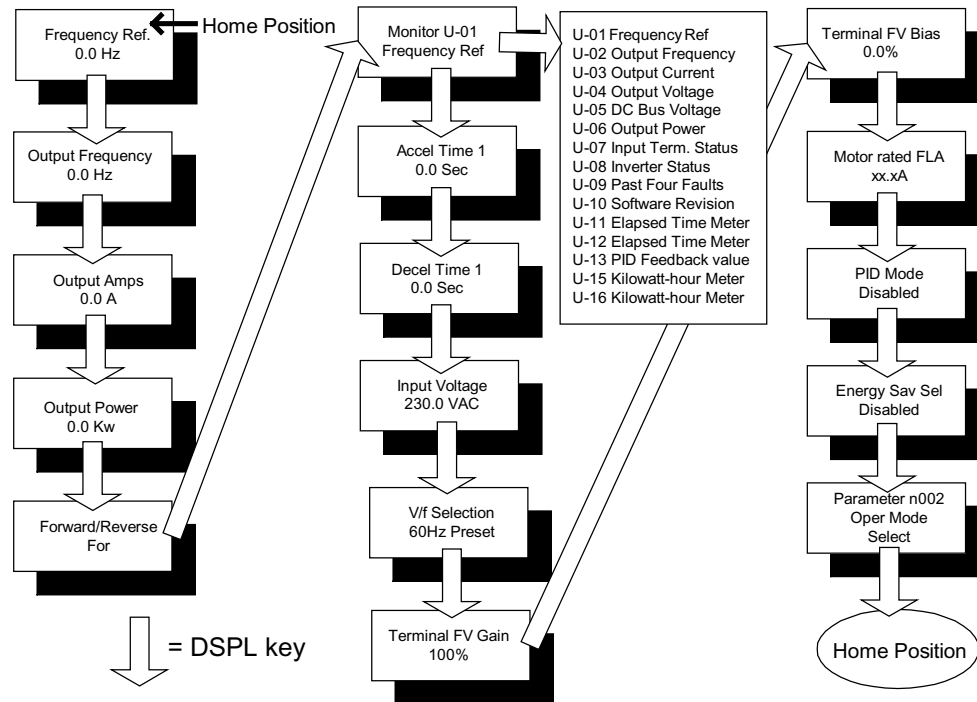 Frequency Ref.
0.0 Hz
Home Position
Output Frequency
0.0 Hz
Output Amps
0.0 A
Output Power
0.0 Kw
Forward/Reverse
For
= DSPL key
Monitor U-01
Frequency Ref
Accel Time 1
0.0 Sec
Decel Time 1
0.0 Sec
Input Voltage
230.0 VAC
V/f Selection
60Hz Preset
Terminal FV Gain
100%
U-01 Frequency Ref
U-02 Output Frequency
U-03 Output Current
U-04 Output Voltage
U-05 DC Bus Voltage
U-06 Output Power
U-07 Input Term. Status
U-08 Inverter Status
U-09 Past Four Faults
U-10 Software Revision
U-11 Elapsed Time Meter
U-12 Elapsed Time Meter
U-13 PID Feedback value
U-15 Kilowatt-hour Meter
U-16 Kilowatt-hour Meter
Terminal FV Bias
0.0%
Motor rated FLA
xx.xA
PID Mode
Disabled
Energy Sav Sel
Disabled
Parameter n002
Oper Mode
Select
Home Position